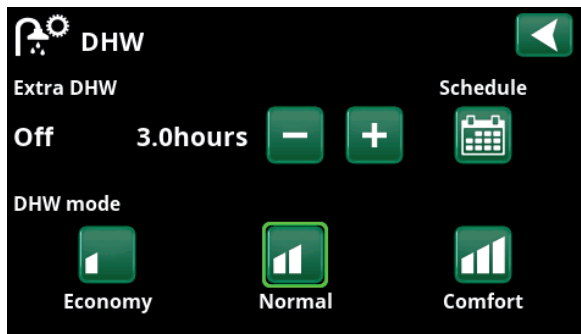 DHW
Extra DHW
Schedule
Off 3.0hours - +
DHW mode
Economy Normal Comfort